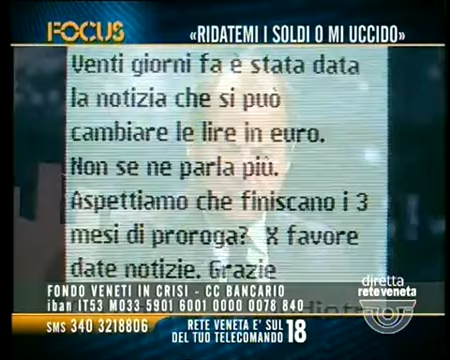 FOCUS
«RIDATEMI I SOLDI O MI UCCIDO»
Venti giorni fa è stata data
la notizia che si può
cambiare le lire in euro.
Non se ne parla più.
Aspettiamo che finiscano i 3
mesi di proroga? X favore
date notizie. Grazie
diretta
reteveneta
FONDO VENETI IN CRISI - CC BANCARIO
iban IT53 M033 5901 6001 0000 0078 840
SMS 340 3218806
RETE VENETA E' SUL
DEL TUO TELECOMANDO 18